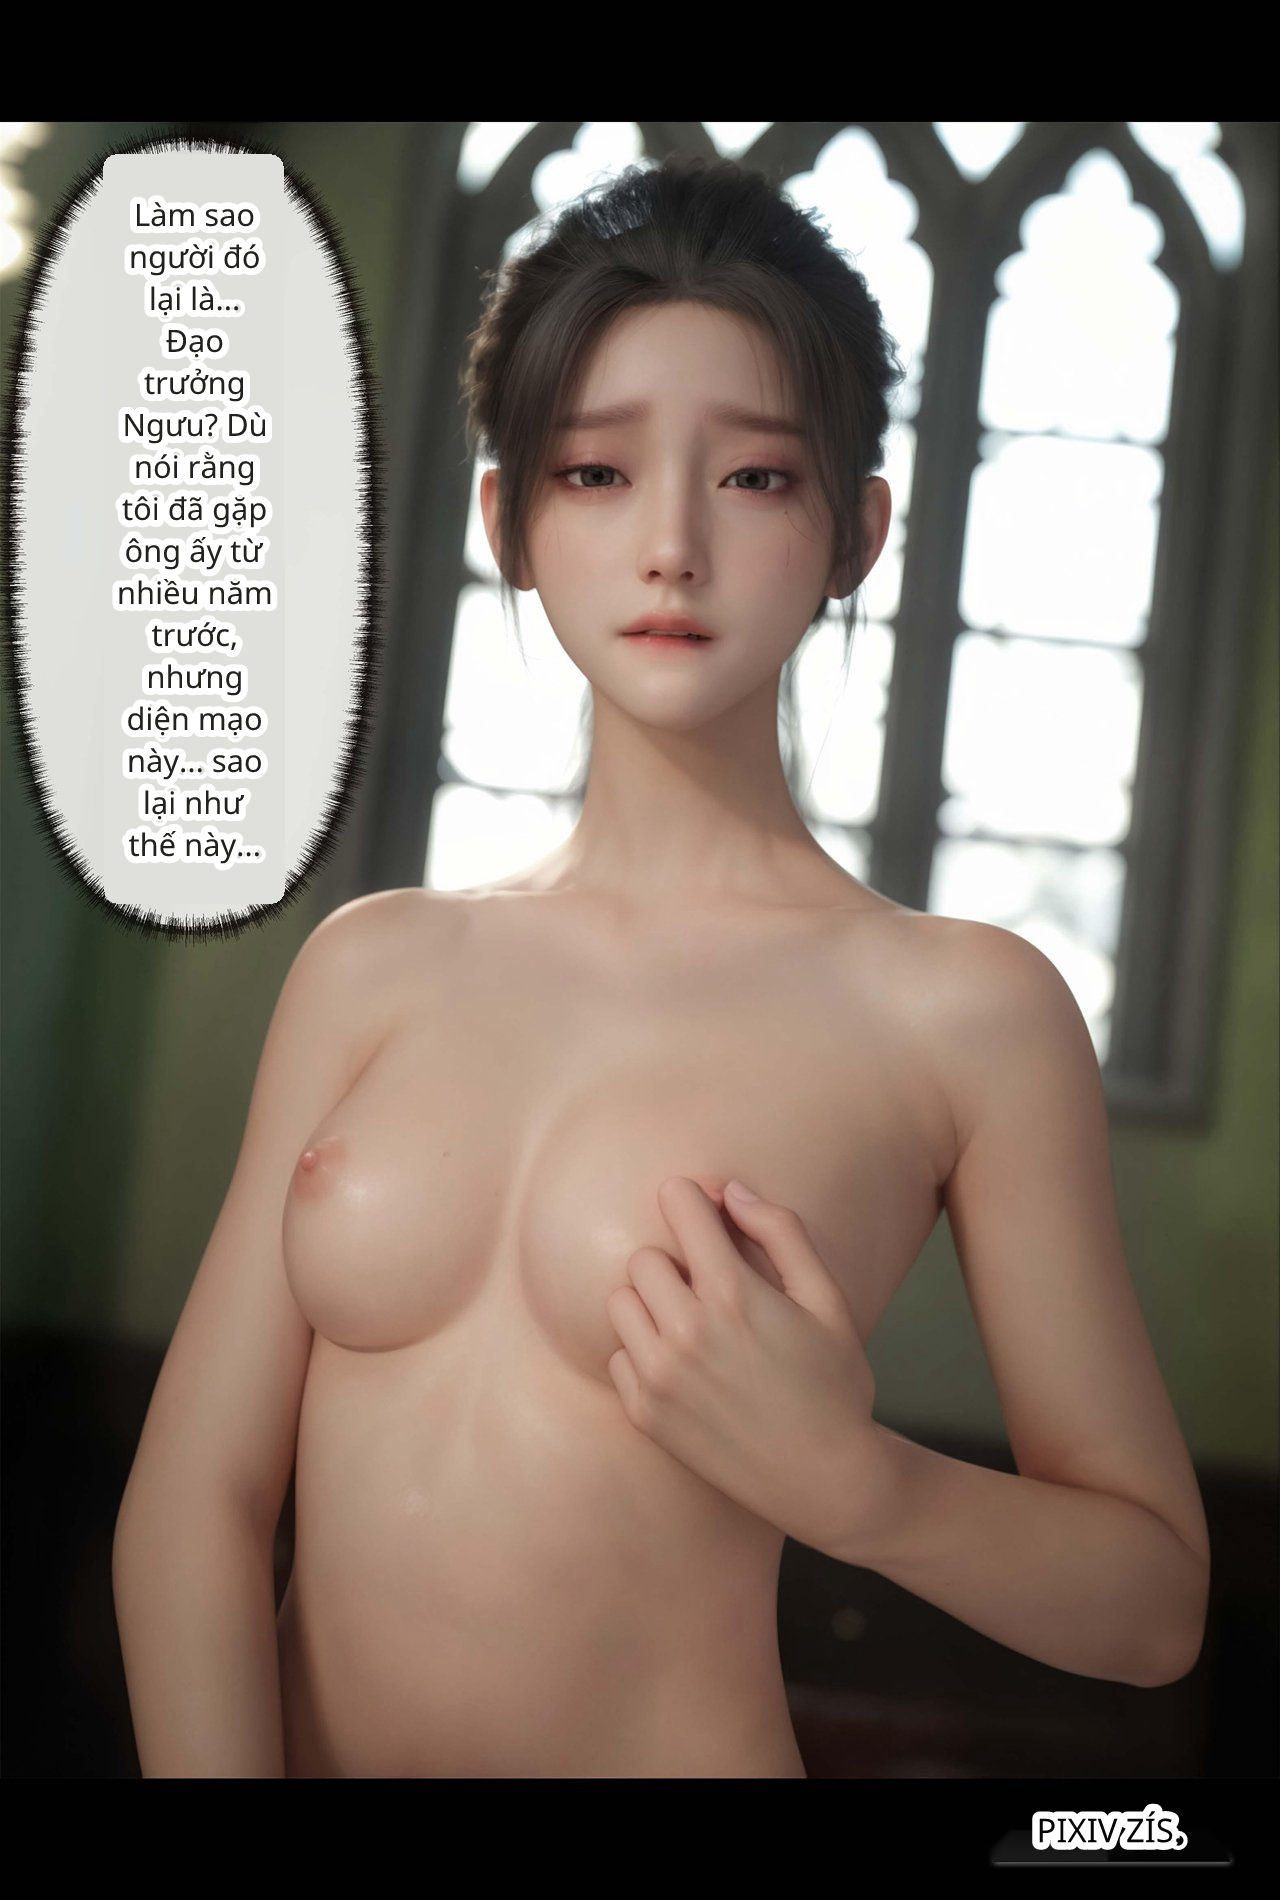 Làm sao
người đó
lại là...
Đạo
trưởng
Ngưu? Dù
nói rằng
tôi đã gặp
ông ấy từ
nhiều năm
trước,
nhưng
diện mạo
này... sao
lại như
thế này...
PIXIV ZÍS,